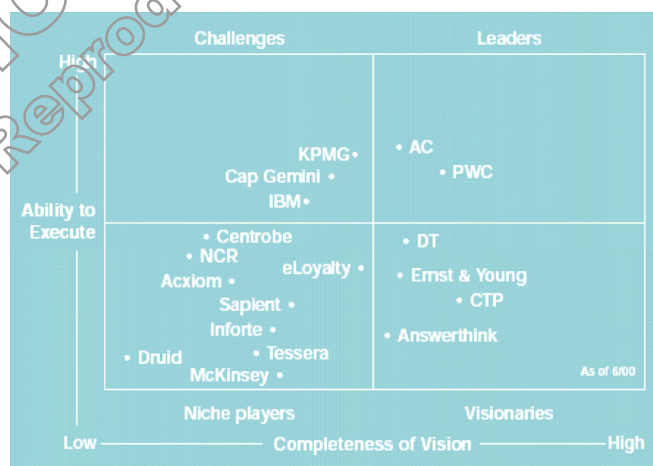 Challenges
Leaders
High
KPMG
AC
Cap Gemini
PWC
IBM
Ability to
Execute
Centrobe
DT
NCR
eLoyalty
Ernst & Young
Acxiom
CTP
Sapient
Inforte
Answerthink
Druid
Tessera
McKinsey
As of 6/00
Niche players
Visionaries
Low
Completeness of Vision
High